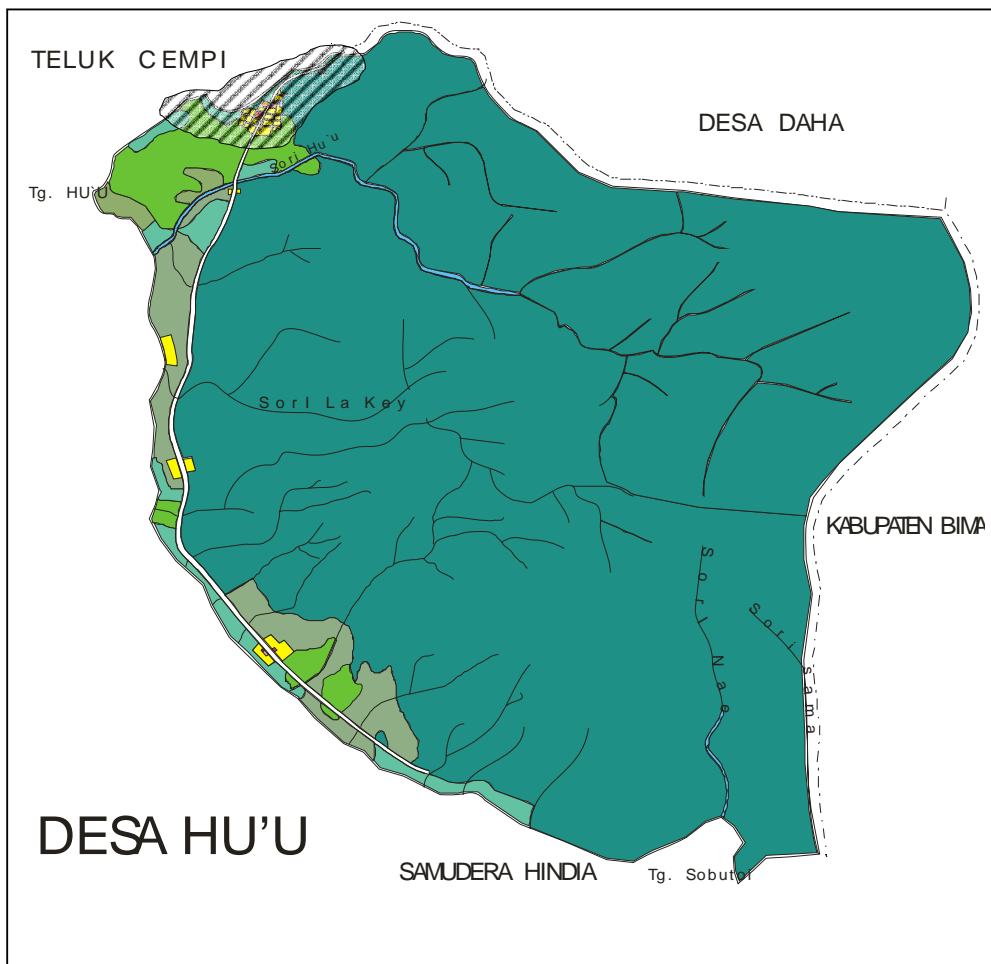 TELUK CEMPI
DESA DAHA
Sori Hu'u
Tg. HU'U
SorI La Key
KABUPATEN BIMA
SorI Nae
Sori sama
DESA HU'U
SAMUDERA HINDIA
Tg. Sobutoi